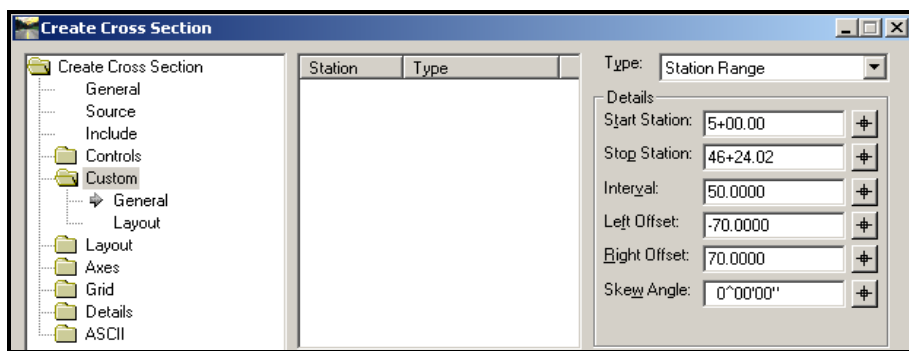 Create Cross Section
Create Cross Section
General
Source
Include
Controls
Custom
General
Layout
Layout
Axes
Grid
Details
ASCII
Station Type
Type: Station Range
Details
Start Station: 5+00.00
Stop Station: 46+24.02
Interval: 50.0000
Left Offset: -70.0000
Right Offset: 70.0000
Skew Angle: 0^00'00"